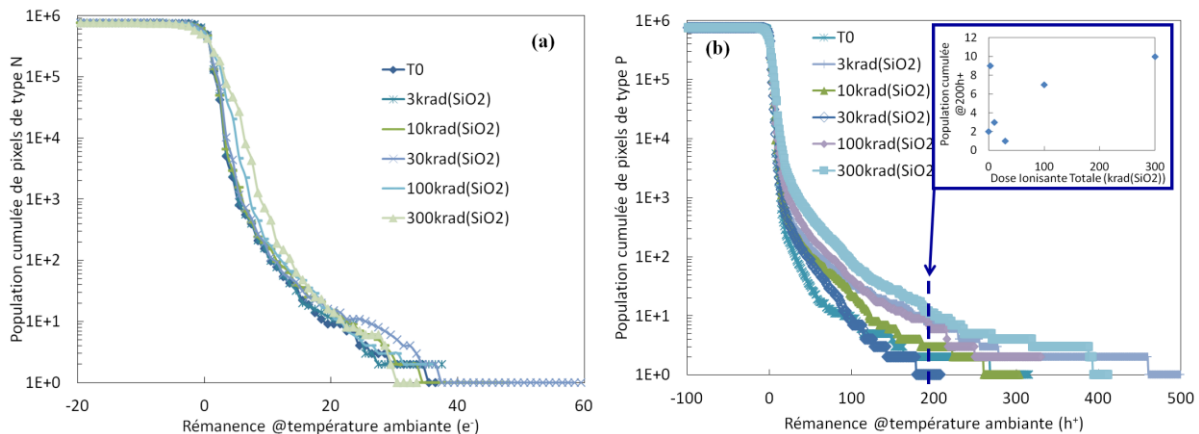 (a)
Population cumulée de pixels de type N
1E+6
1E+5
1E+4
1E+3
1E+2
1E+1
1E+0
-20
0
20
40
60
Rémanence @température ambiante (e-)
T0
3krad(SiO2)
10krad(SiO2)
30krad(SiO2)
100krad(SiO2)
300krad(SiO2)
(b)
Population cumulée de pixels de type P
1E+6
1E+5
1E+4
1E+3
1E+2
1E+1
1E+0
-100
0
100
200
300
400
500
Rémanence @température ambiante (h+)
T0
3krad(SiO2)
10krad(SiO2)
30krad(SiO2)
100krad(SiO2)
300krad(SiO2)
Population cumulée
@200h+
12
10
8
6
4
2
0
0
100
200
300
Dose Ionisante Totale (krad(SiO2))